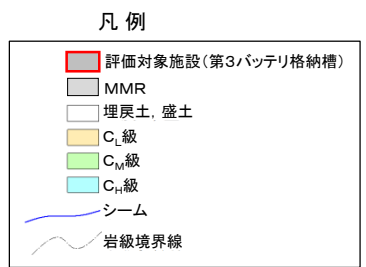 凡 例
評価対象施設(第3バッテリ格納槽)
MMR
埋戻土,盛土
CL級
CM級
CH級
シーム
岩級境界線